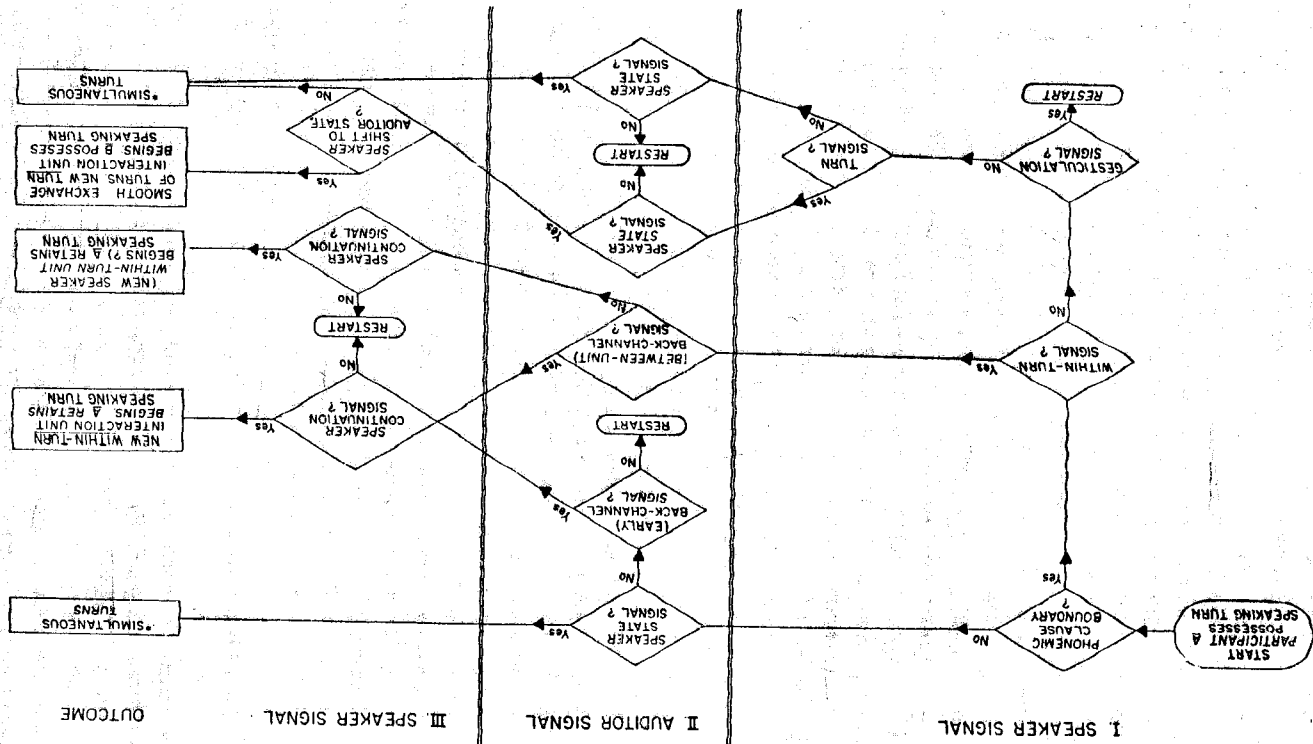 I. SPEAKER SIGNAL
II. AUDITOR SIGNAL
III. SPEAKER SIGNAL
OUTCOME
START
PARTICIPANT A
POSSESSES
SPEAKING TURN
PHONEMIC
CLAUSE
BOUNDARY
?
No
Yes
SPEAKER
STATE
SIGNAL
?
Yes
No
*SIMULTANEOUS
TURNS
(EARLY)
BACK-CHANNEL
SIGNAL ?
Yes
No
RESTART
SPEAKER
CONTINUATION
SIGNAL ?
Yes
No
NEW WITHIN-TURN
INTERACTION UNIT
BEGINS. A RETAINS
SPEAKING TURN
RESTART
WITHIN-TURN
SIGNAL ?
Yes
No
(BETWEEN-UNIT)
BACK-CHANNEL
SIGNAL ?
Yes
No
No
SPEAKER
CONTINUATION
SIGNAL ?
Yes
(NEW SPEAKER
WITHIN-TURN UNIT
BEGINS ?) A RETAINS
SPEAKING TURN
GESTICULATION
SIGNAL ?
No
Yes
RESTART
TURN
SIGNAL ?
Yes
No
SPEAKER
STATE
SIGNAL ?
No
RESTART
No
SPEAKER
STATE
SIGNAL ?
Yes
SPEAKER
SHIFT TO
AUDITOR STATE
?
Yes
No
SMOOTH EXCHANGE
OF TURNS. NEW TURN
INTERACTION UNIT
BEGINS. B POSSESSES
SPEAKING TURN
*SIMULTANEOUS
TURNS